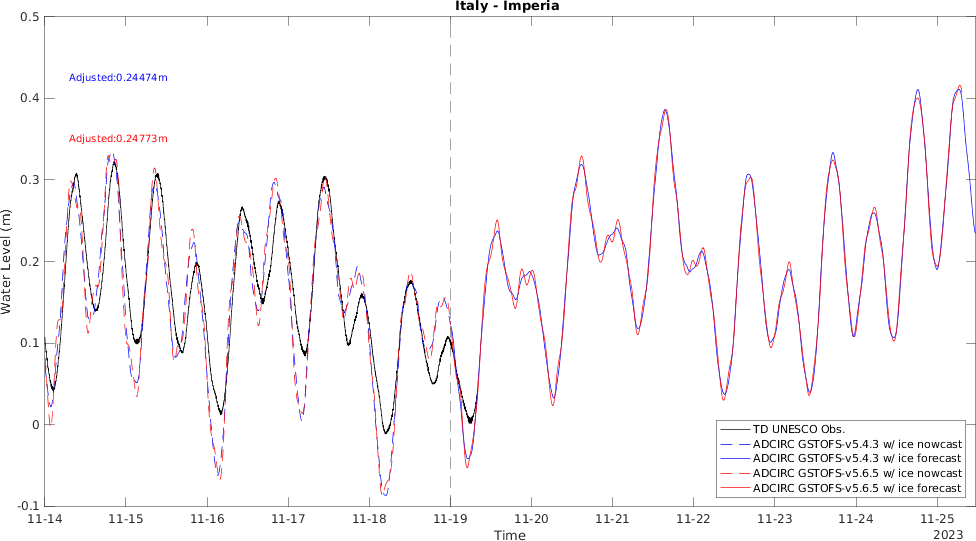 Italy - Imperia
0.5
0.4
0.3
0.2
0.1
0
-0.1
Water Level (m)
Adjusted:0.24474m
Adjusted:0.24773m
TD UNESCO Obs.
ADCIRC GSTOFS-v5.4.3 w/ ice nowcast
ADCIRC GSTOFS-v5.4.3 w/ ice forecast
ADCIRC GSTOFS-v5.6.5 w/ ice nowcast
ADCIRC GSTOFS-v5.6.5 w/ ice forecast
11-14 11-15 11-16 11-17 11-18 11-19 11-20 11-21 11-22 11-23 11-24 11-25
Time 2023